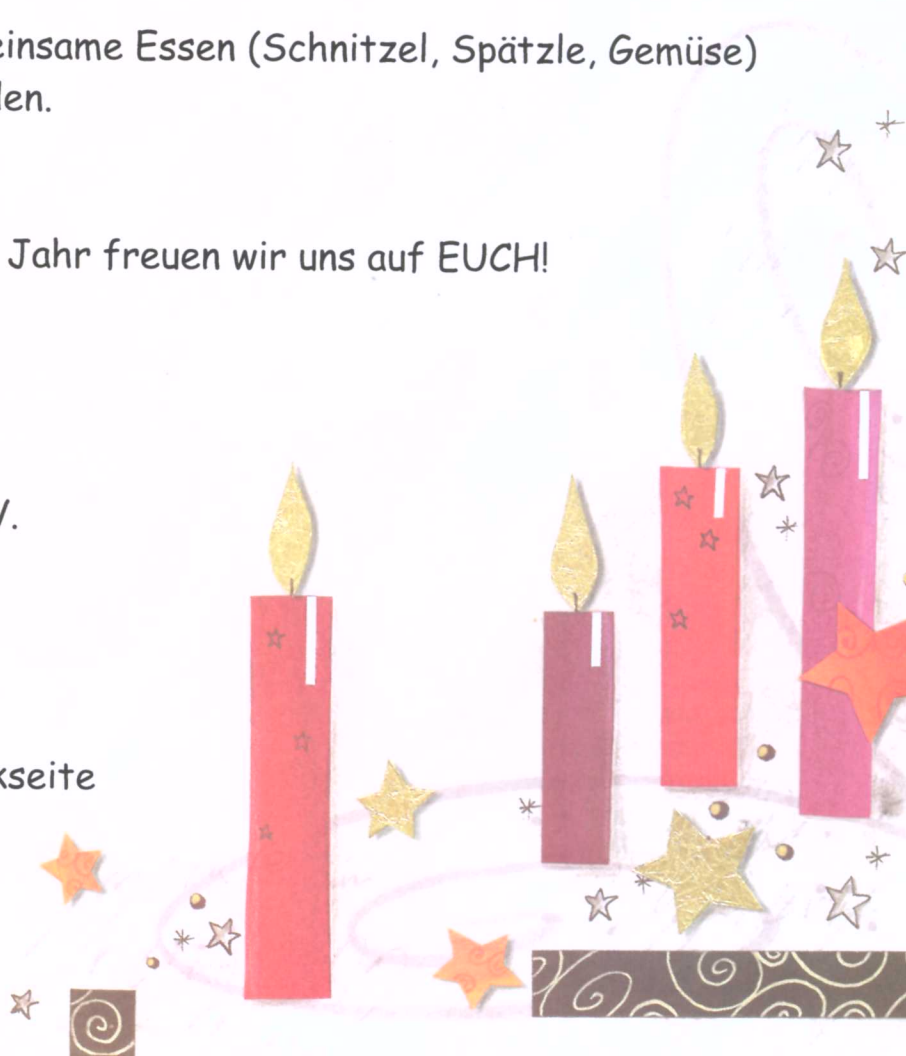 einsame Essen (Schnitzel, Spätzle, Gemüse)
len.
Jahr freuen wir uns auf EUCH!
V.
kseite